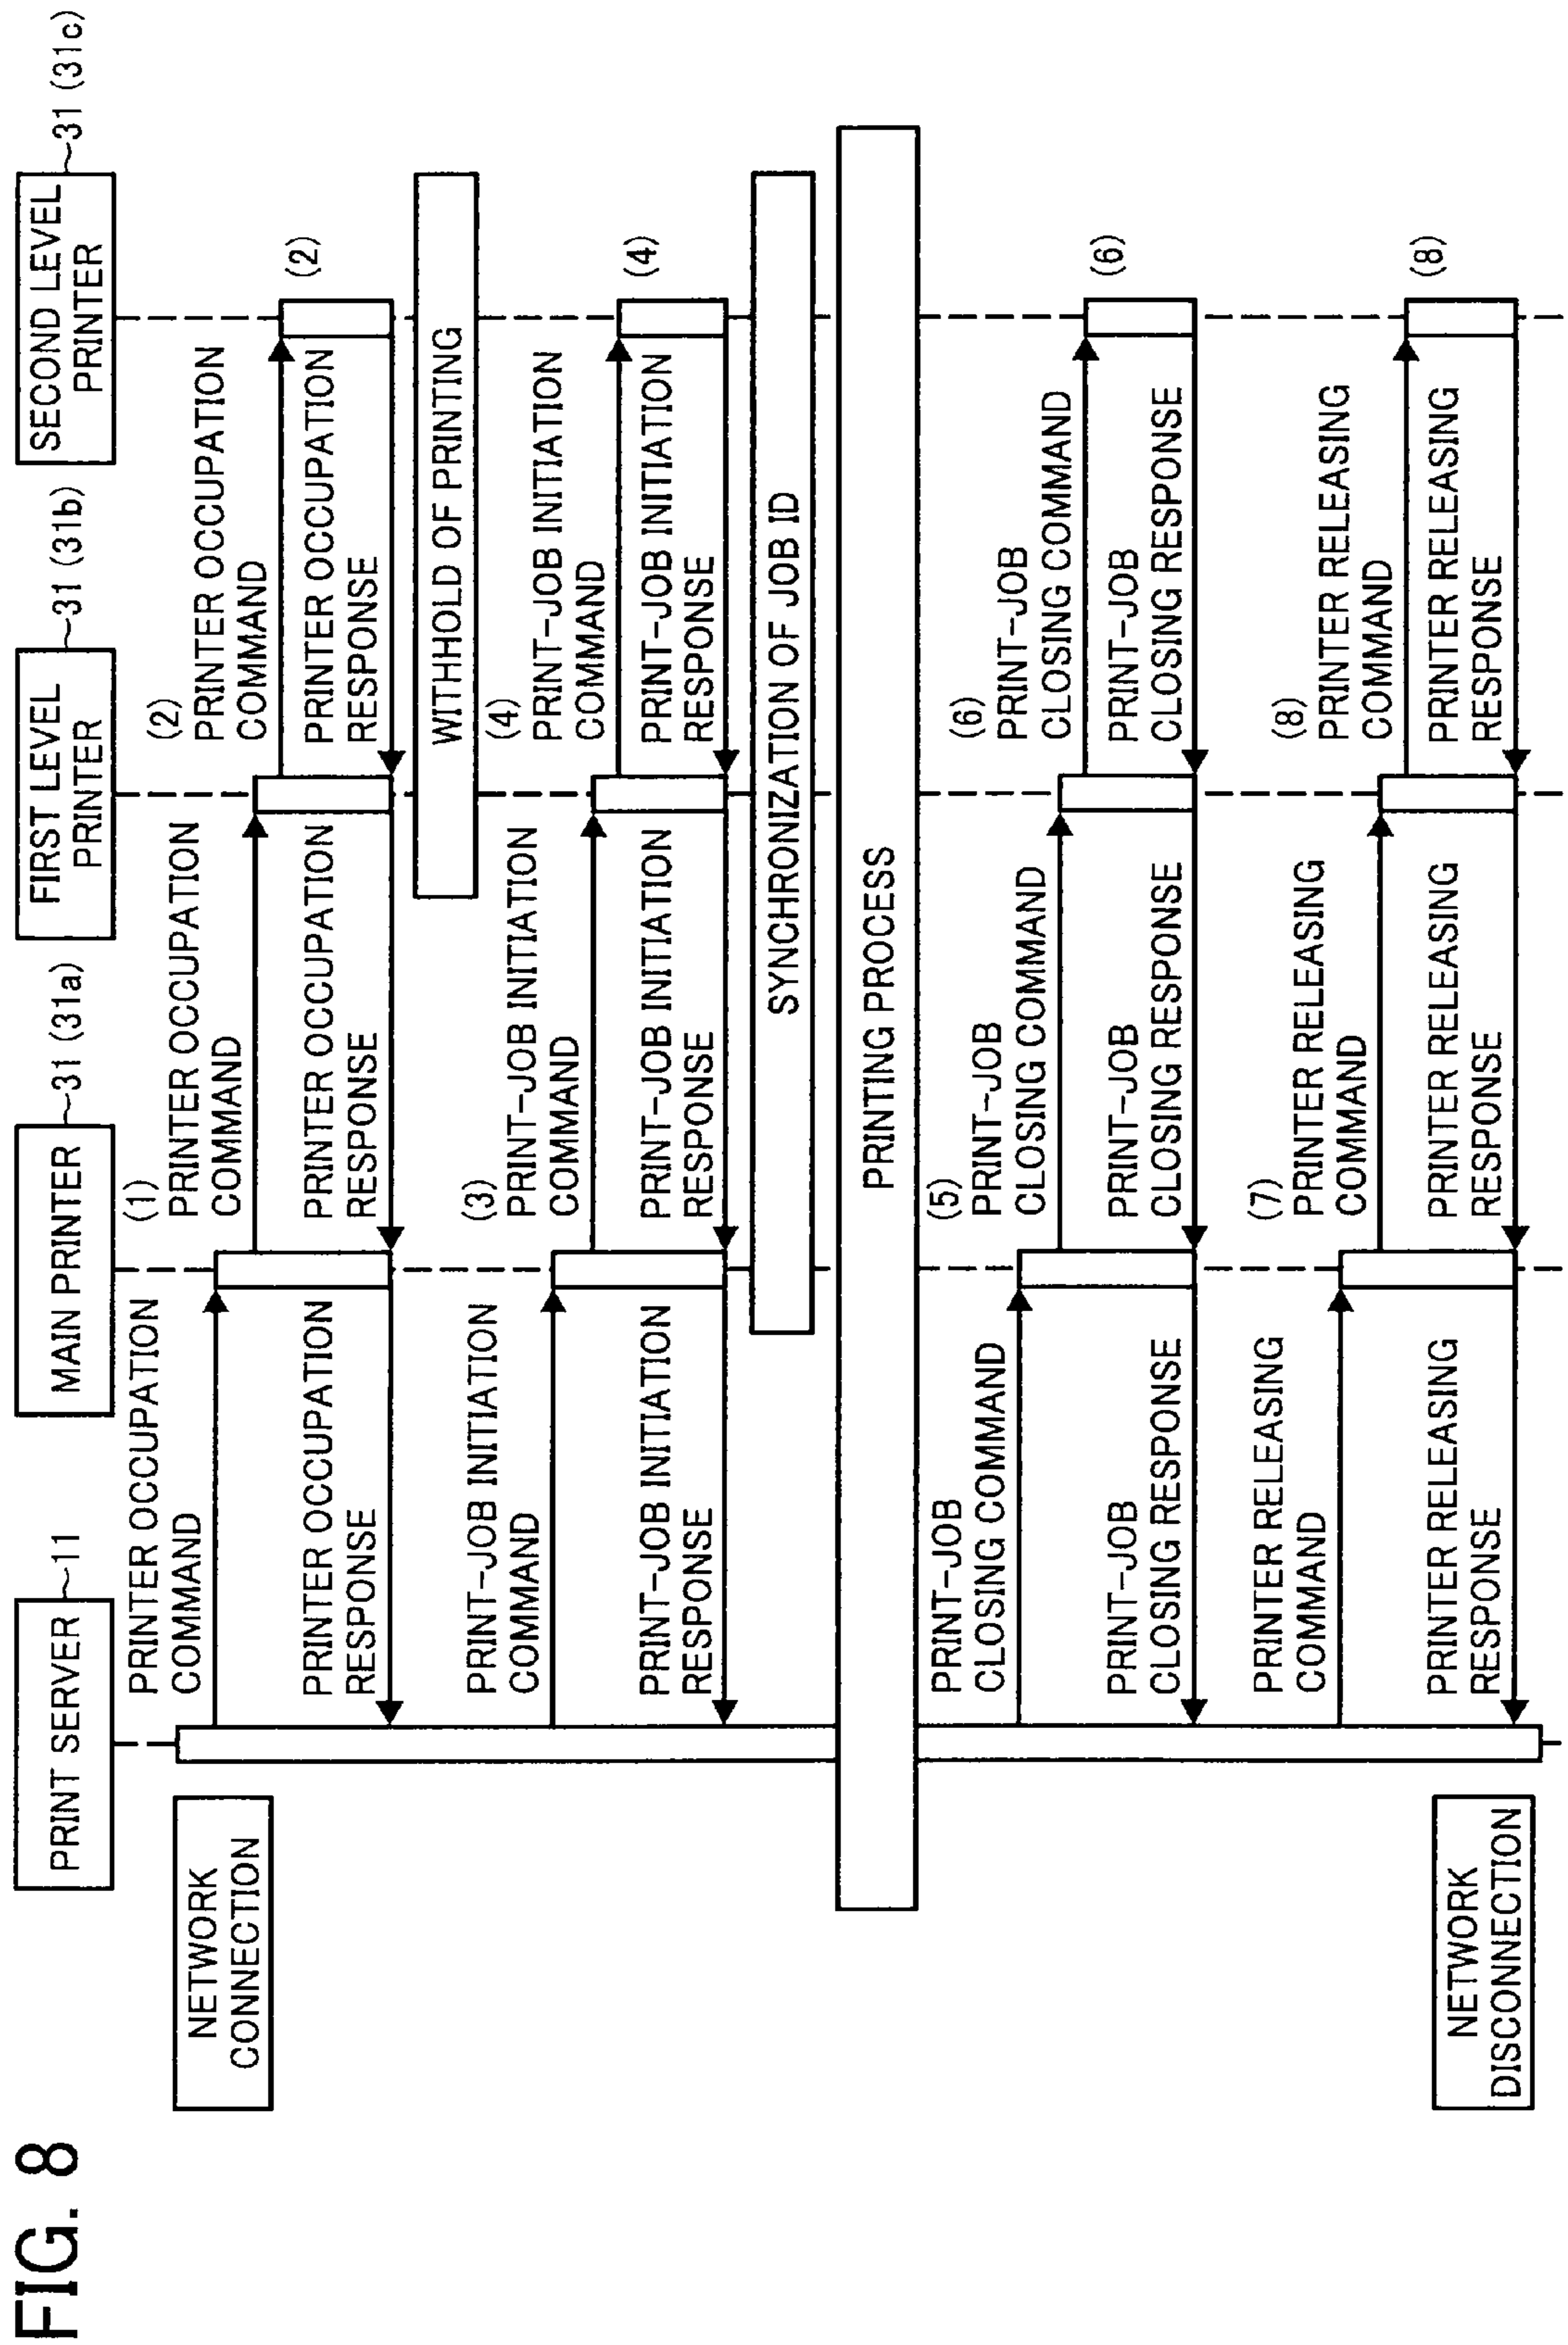 FIG. 8
PRINT SERVER
11
MAIN PRINTER
31 (31a)
FIRST LEVEL
PRINTER
31 (31b)
SECOND LEVEL
PRINTER
31 (31c)
NETWORK
CONNECTION
PRINTER OCCUPATION
COMMAND
(1)
PRINTER OCCUPATION
COMMAND
(2)
PRINTER OCCUPATION
COMMAND
(2)
PRINTER OCCUPATION
RESPONSE
PRINTER OCCUPATION
RESPONSE
PRINTER OCCUPATION
RESPONSE
WITHHOLD OF PRINTING
PRINT-JOB INITIATION
COMMAND
(3)
PRINT-JOB INITIATION
COMMAND
(4)
PRINT-JOB INITIATION
COMMAND
(4)
PRINT-JOB INITIATION
RESPONSE
PRINT-JOB INITIATION
RESPONSE
PRINT-JOB INITIATION
RESPONSE
SYNCHRONIZATION OF JOB ID
PRINTING PROCESS
PRINT-JOB
CLOSING COMMAND
(5)
PRINT-JOB
CLOSING COMMAND
(6)
PRINT-JOB
CLOSING COMMAND
(6)
PRINT-JOB
CLOSING RESPONSE
PRINT-JOB
CLOSING RESPONSE
PRINT-JOB
CLOSING RESPONSE
PRINTER RELEASING
COMMAND
(7)
PRINTER RELEASING
COMMAND
(8)
PRINTER RELEASING
COMMAND
(8)
PRINTER RELEASING
RESPONSE
PRINTER RELEASING
RESPONSE
PRINTER RELEASING
RESPONSE
NETWORK
DISCONNECTION